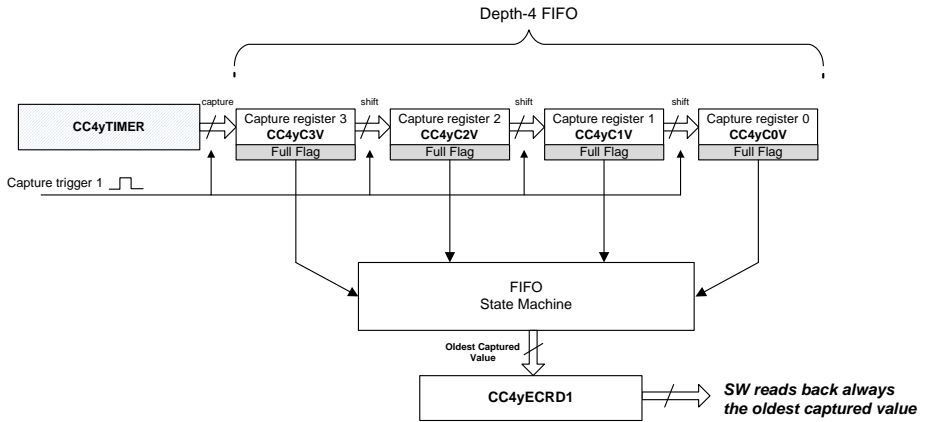 Depth-4 FIFO
capture
shift
shift
shift
CC4yTIMER
Capture register 3
CC4yC3V
Full Flag
Capture register 2
CC4yC2V
Full Flag
Capture register 1
CC4yC1V
Full Flag
Capture register 0
CC4yC0V
Full Flag
Capture trigger 1
FIFO
State Machine
Oldest Captured
Value
CC4yECRD1
SW reads back always
the oldest captured value